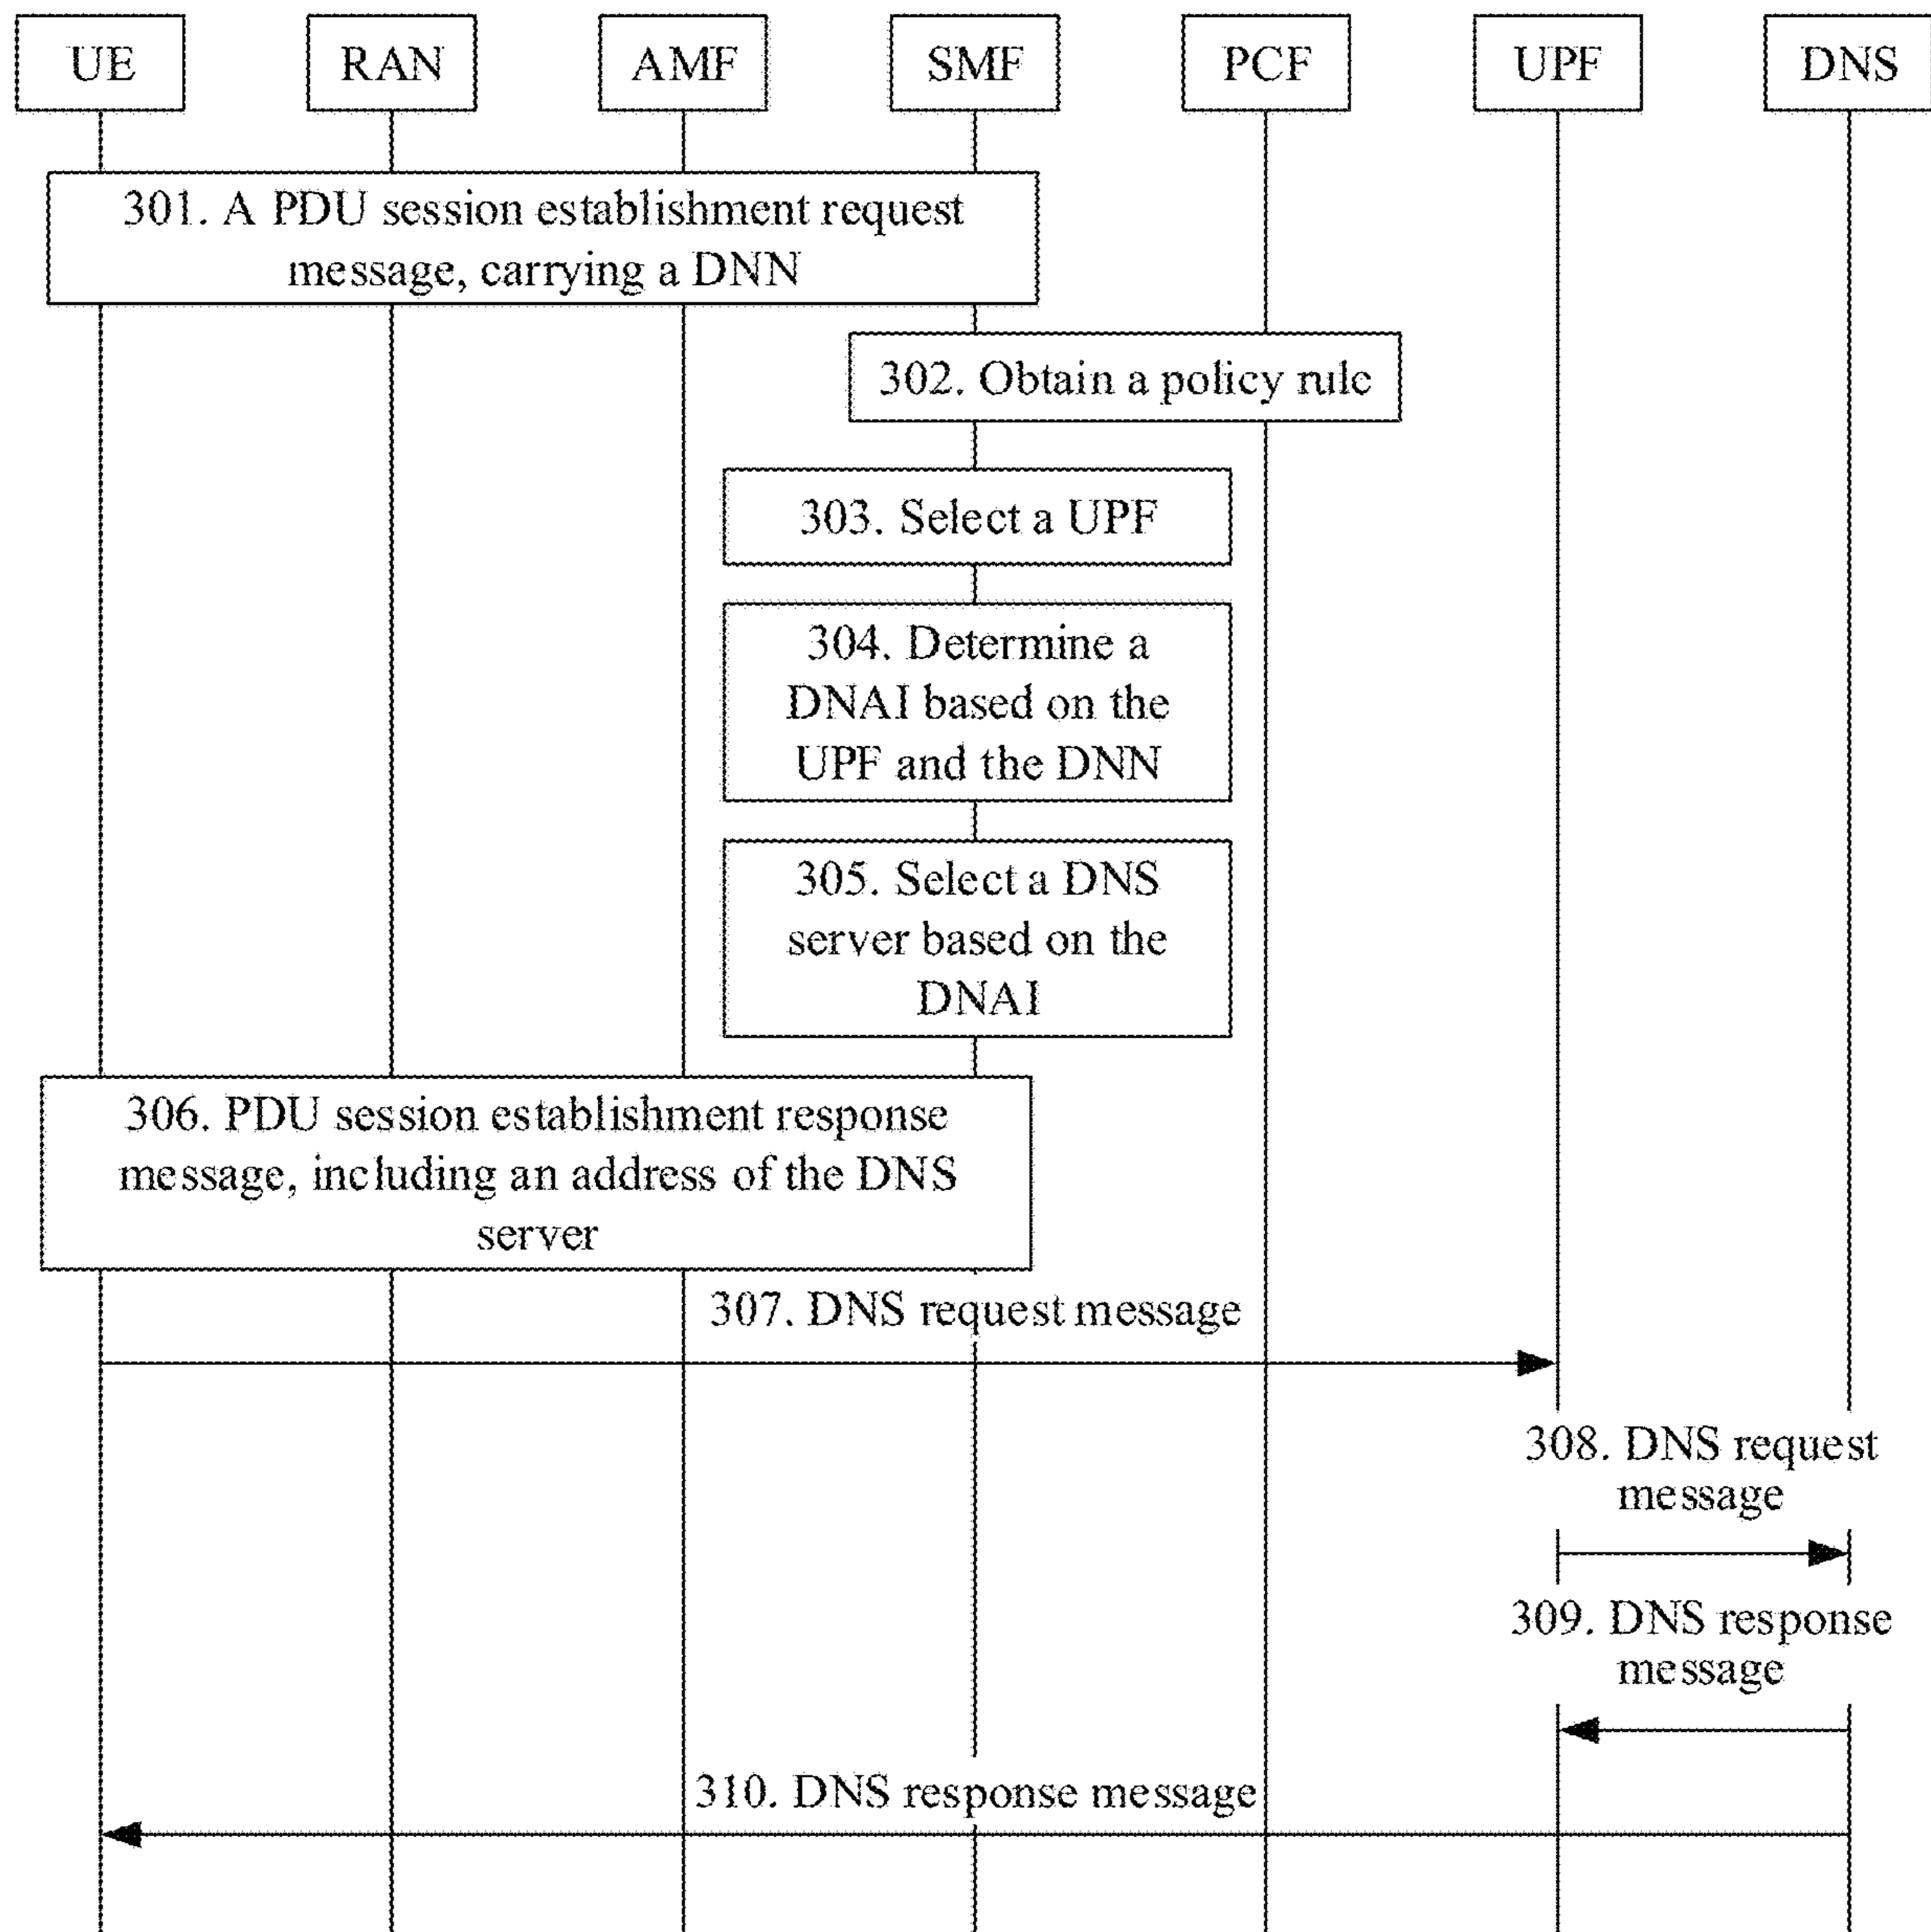 UE
RAN
AMF
SMF
PCF
UPF
DNS
301. A PDU session establishment request
message, carrying a DNN
302. Obtain a policy rule
303. Select a UPF
304. Determine a
DNAI based on the
UPF and the DNN
305. Select a DNS
server based on the
DNAI
306. PDU session establishment response
message, including an address of the DNS
server
307. DNS request message
308. DNS request
message
309. DNS response
message
310. DNS response message